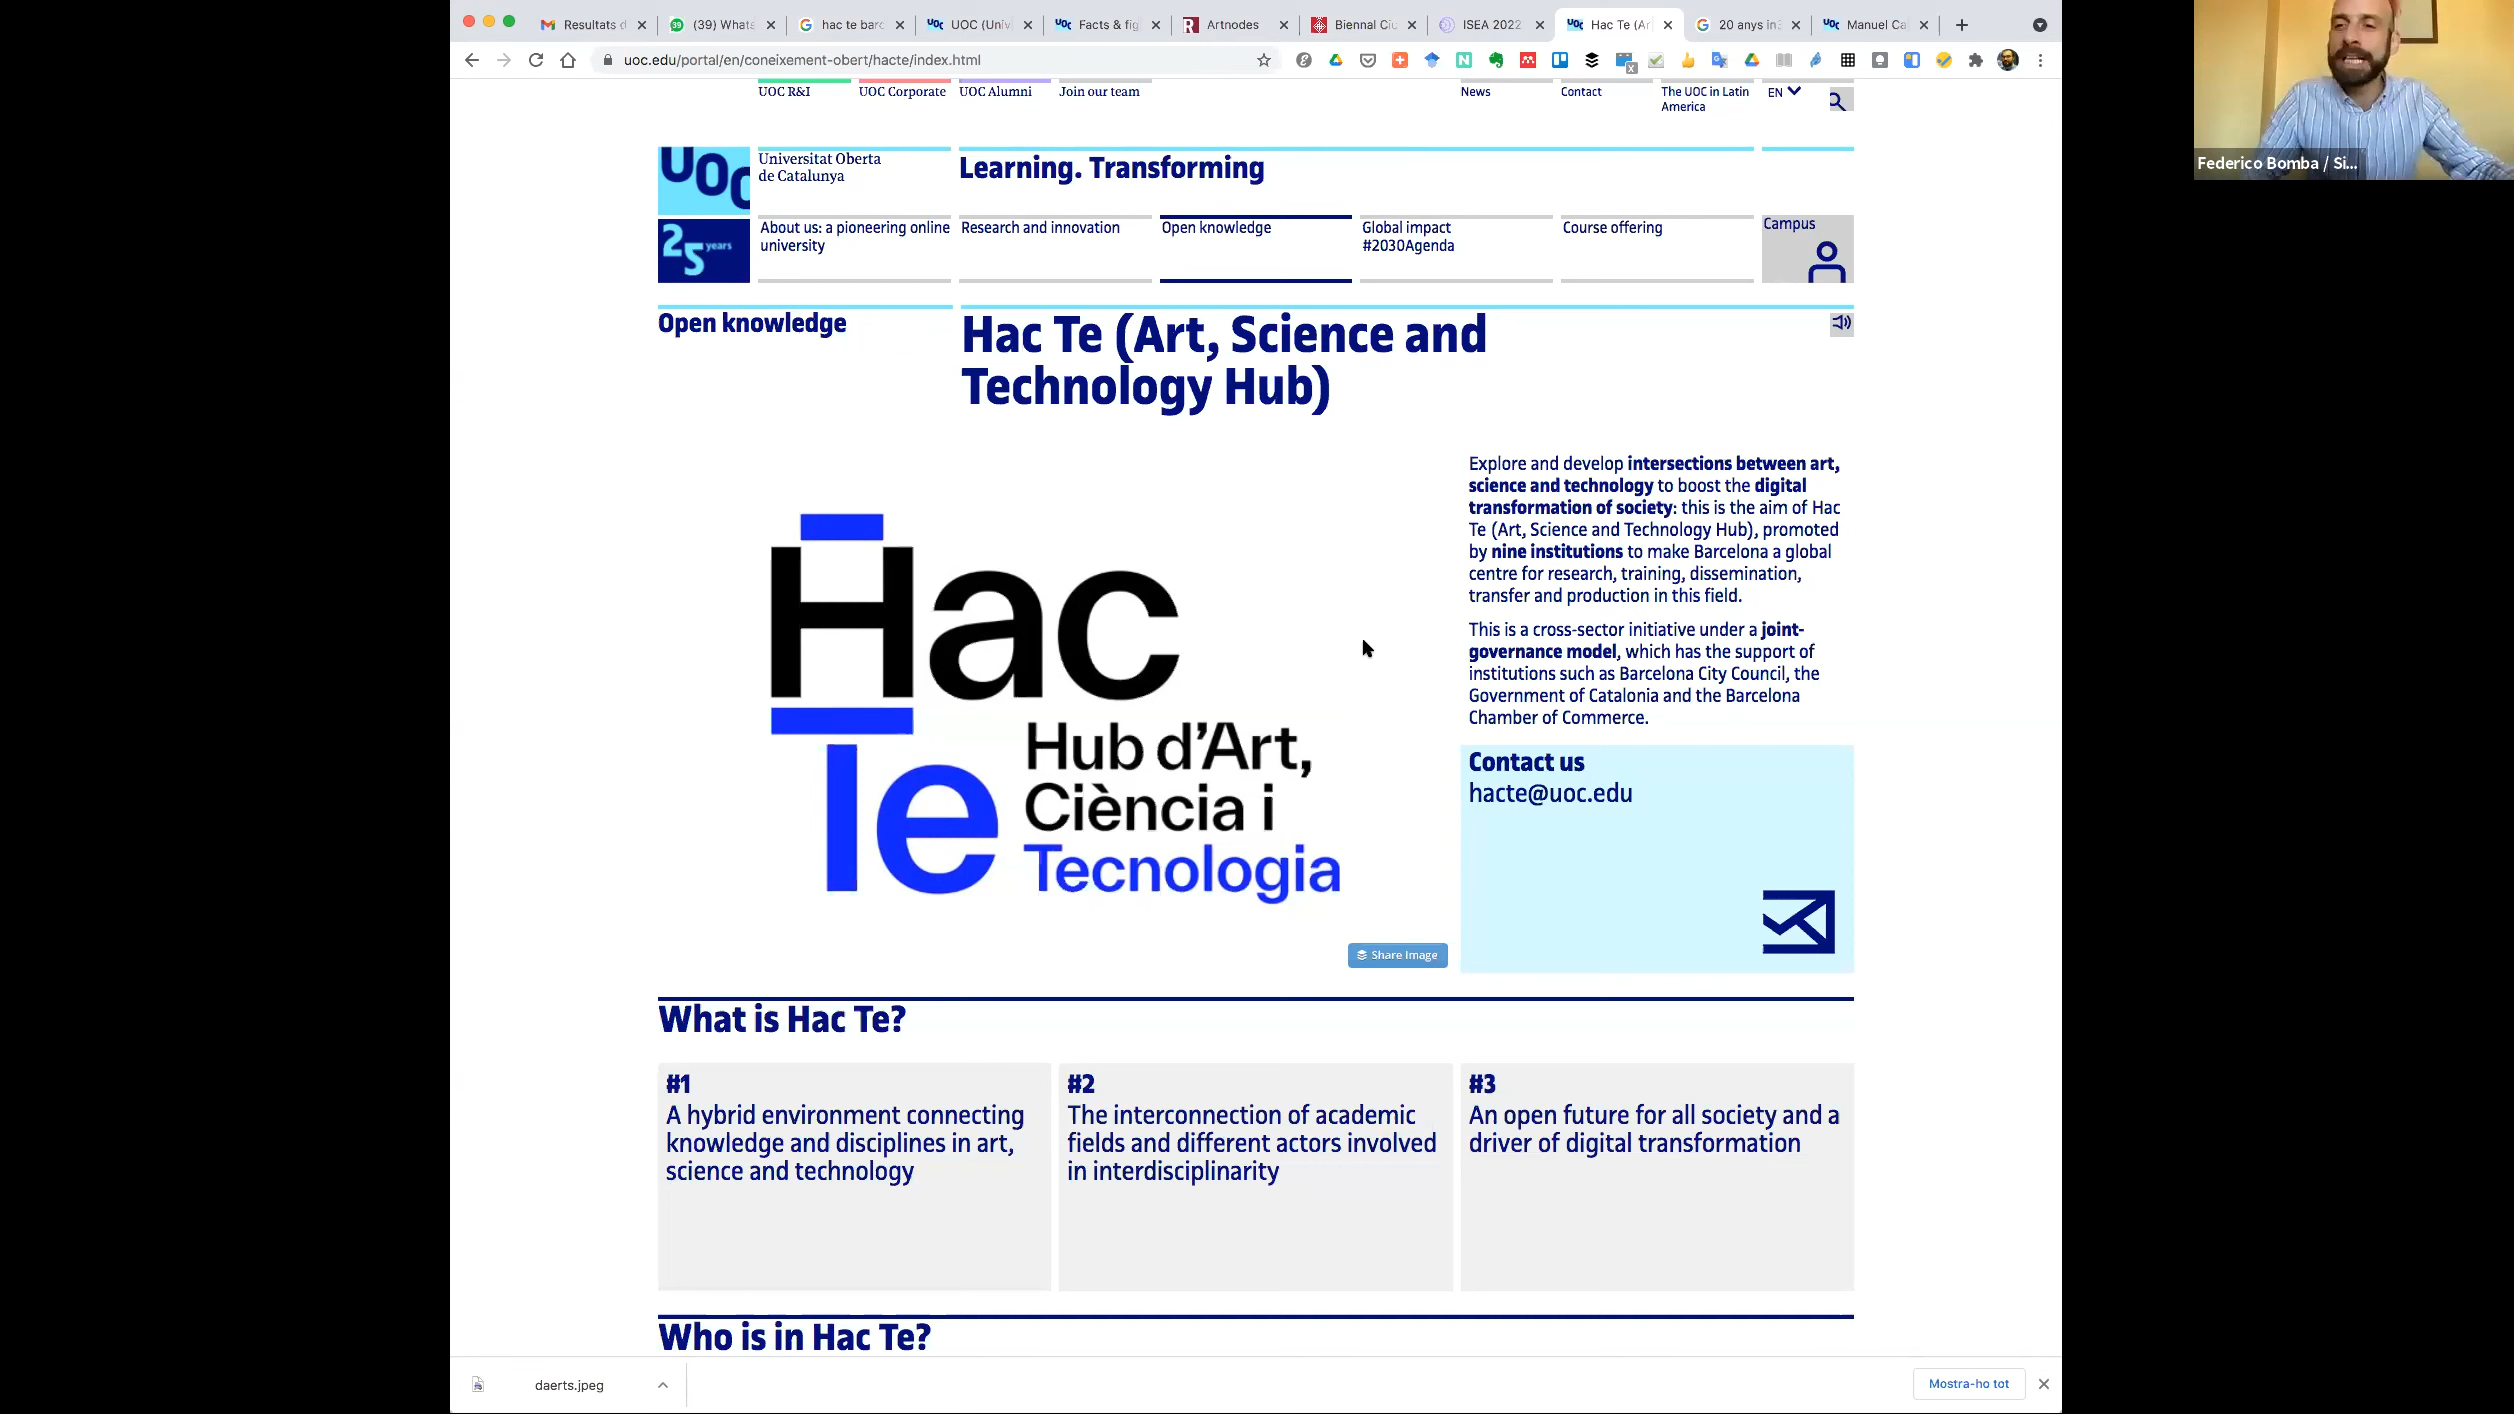 Resultats d
(39) Whats
hac te barc
UOC (Univ
Facts & fig
Artnodes
Biennal Ciu
ISEA 2022
Hac Te (Ar
20 anys in3
Manuel Ca
uoc.edu/portal/en/coneixement-obert/hacte/index.html
UOC R&I
UOC Corporate
UOC Alumni
Join our team
News
Contact
The UOC in Latin
America
EN
UOC
Universitat Oberta
de Catalunya
Learning. Transforming
25 years
About us: a pioneering online
university
Research and innovation
Open knowledge
Global impact
#2030Agenda
Course offering
Campus
Open knowledge
Hac Te (Art, Science and
Technology Hub)
Explore and develop intersections between art,
science and technology to boost the digital
transformation of society: this is the aim of Hac
Te (Art, Science and Technology Hub), promoted
by nine institutions to make Barcelona a global
centre for research, training, dissemination,
transfer and production in this field.
This is a cross-sector initiative under a joint-
governance model, which has the support of
institutions such as Barcelona City Council, the
Government of Catalonia and the Barcelona
Chamber of Commerce.
Hac
Te
Hub d'Art,
Ciència i
Tecnologia
Share Image
Contact us
hacte@uoc.edu
What is Hac Te?
#1
A hybrid environment connecting
knowledge and disciplines in art,
science and technology
#2
The interconnection of academic
fields and different actors involved
in interdisciplinarity
#3
An open future for all society and a
driver of digital transformation
Who is in Hac Te?
daerts.jpeg
Mostra-ho tot
Federico Bomba / Si...